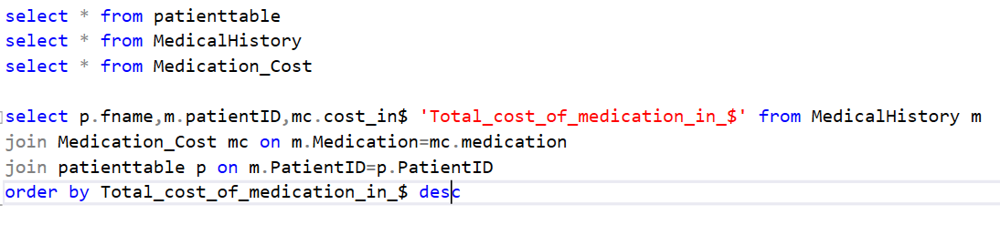 select * from patienttable
select * from MedicalHistory
select * from Medication_Cost
select p.fname,m.patientID,mc.cost_in$ 'Total_cost_of_medication_in_$' from MedicalHistory m
join Medication_Cost mc on m.Medication=mc.medication
join patienttable p on m.PatientID=p.PatientID
order by Total_cost_of_medication_in_$ desc